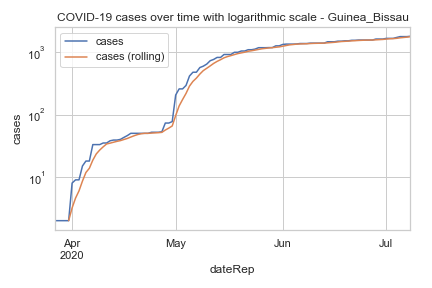 COVID-19 cases over time with logarithmic scale - Guinea_Bissau
cases
cases (rolling)
10³
10²
10¹
cases
Apr
2020
May
Jun
Jul
dateRep